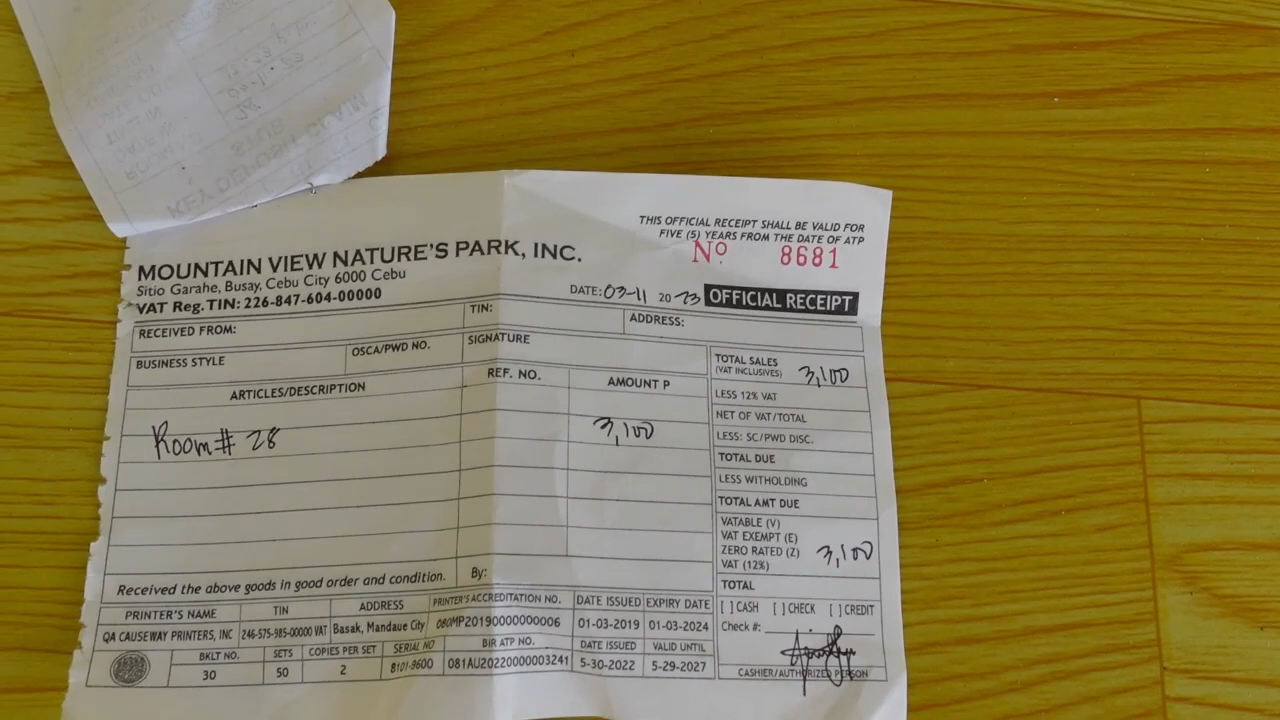 THIS OFFICIAL RECEIPT SHALL BE VALID FOR
FIVE (5) YEARS FROM THE DATE OF ATP
MOUNTAIN VIEW NATURE'S PARK, INC.
Nº 8681
Sitio Garahe, Busay, Cebu City 6000 Cebu
VAT Reg.TIN: 226-847-604-00000
DATE: 03-11 2023 OFFICIAL RECEIPT
RECEIVED FROM: TIN: ADDRESS:
BUSINESS STYLE OSCA/PWD NO. SIGNATURE
ARTICLES/DESCRIPTION REF. NO. AMOUNT P
Room# 28 3,100
TOTAL SALES
(VAT INCLUSIVES) 3,100
LESS 12% VAT
NET OF VAT/TOTAL
LESS: SC/PWD DISC.
TOTAL DUE
LESS WITHOLDING
TOTAL AMT DUE
VATABLE (V)
VAT EXEMPT (E)
ZERO RATED (Z) 3,100
VAT (12%)
TOTAL
[ ] CASH [ ] CHECK [ ] CREDIT
Check #:
CASHIER/AUTHORIZED PERSON
Received the above goods in good order and condition. By:
PRINTER'S NAME TIN ADDRESS PRINTER'S ACCREDITATION NO. DATE ISSUED EXPIRY DATE
QA CAUSEWAY PRINTERS, INC 246-575-985-00000 VAT Basak, Mandaue City 080MP20190000000006 01-03-2019 01-03-2024
BKLT NO. SETS COPIES PER SET SERIAL NO BIR ATP NO. DATE ISSUED VALID UNTIL
30 50 2 8101-9600 081AU20220000003241 5-30-2022 5-29-2027
KEY DEPOSIT CLAIM
STUB
28